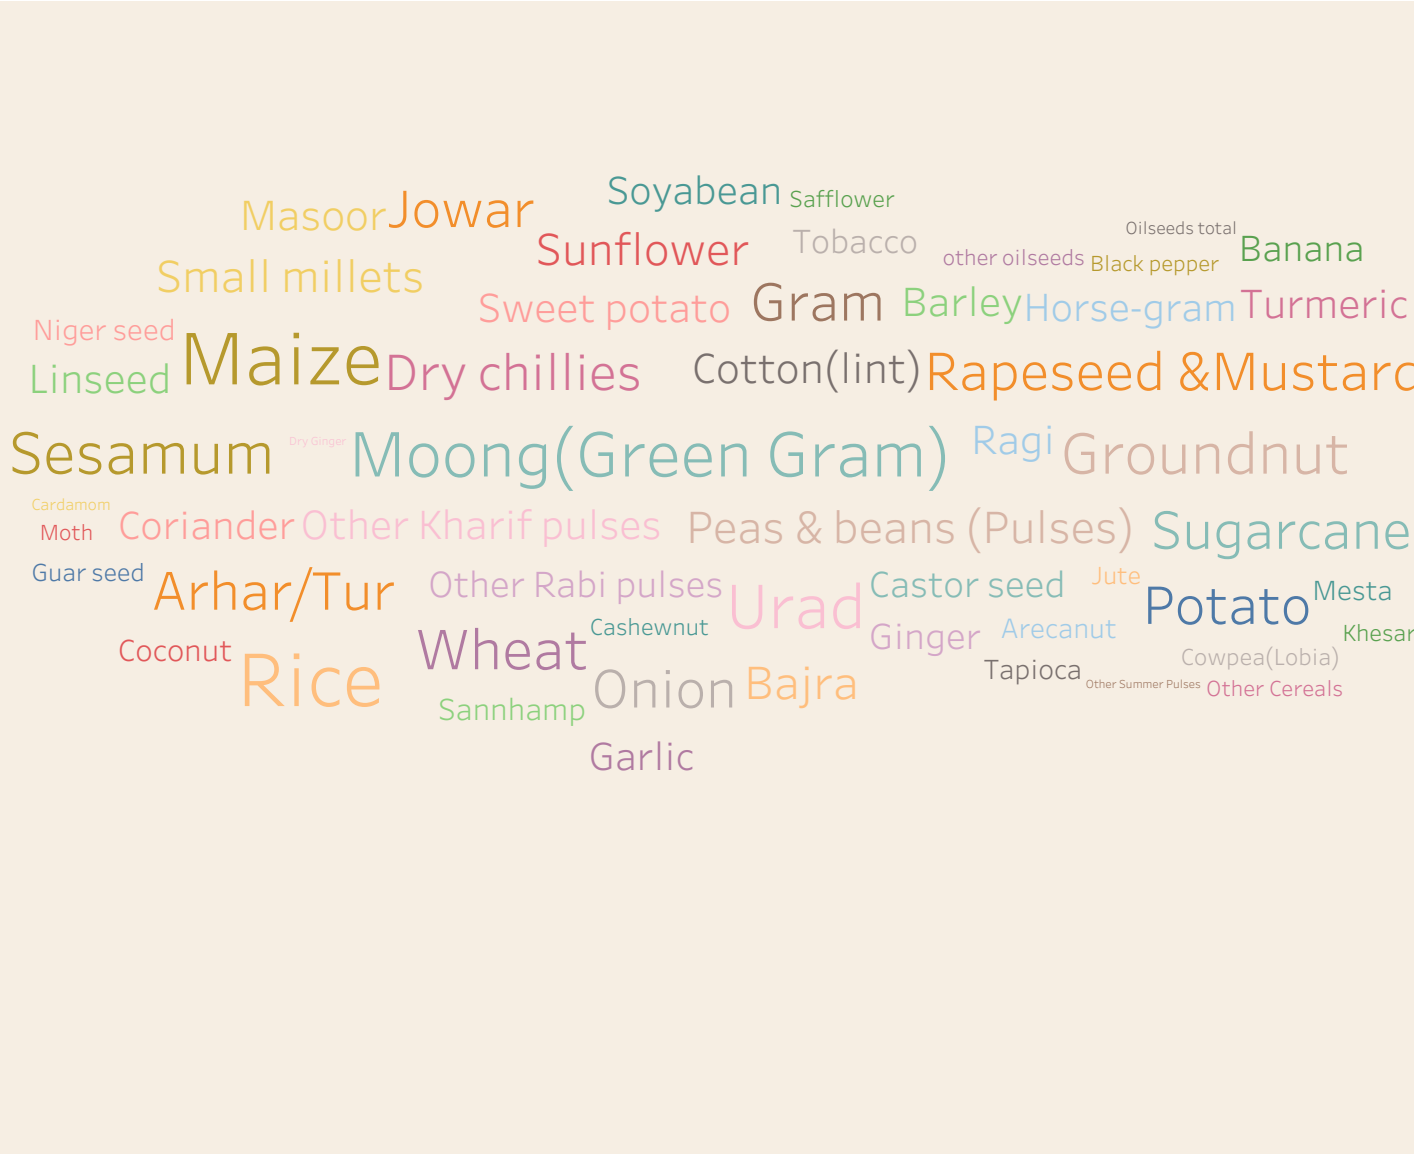 Soyabean
Safflower
Masoor
Jowar
Sunflower
Tobacco
Oilseeds total
other oilseeds
Black pepper
Banana
Small millets
Sweet potato
Gram
Barley
Horse-gram
Turmeric
Niger seed
Maize
Linseed
Dry chillies
Cotton(lint)
Rapeseed &Mustard
Sesamum
Dry Ginger
Moong(Green Gram)
Ragi
Groundnut
Cardamom
Moth
Coriander
Other Kharif pulses
Peas & beans (Pulses)
Sugarcane
Guar seed
Arhar/Tur
Other Rabi pulses
Urad
Castor seed
Jute
Potato
Mesta
Coconut
Rice
Wheat
Cashewnut
Ginger
Arecanut
Khesar
Cowpea(Lobia)
Onion
Bajra
Tapioca
Other Summer Pulses
Other Cereals
Sannhamp
Garlic